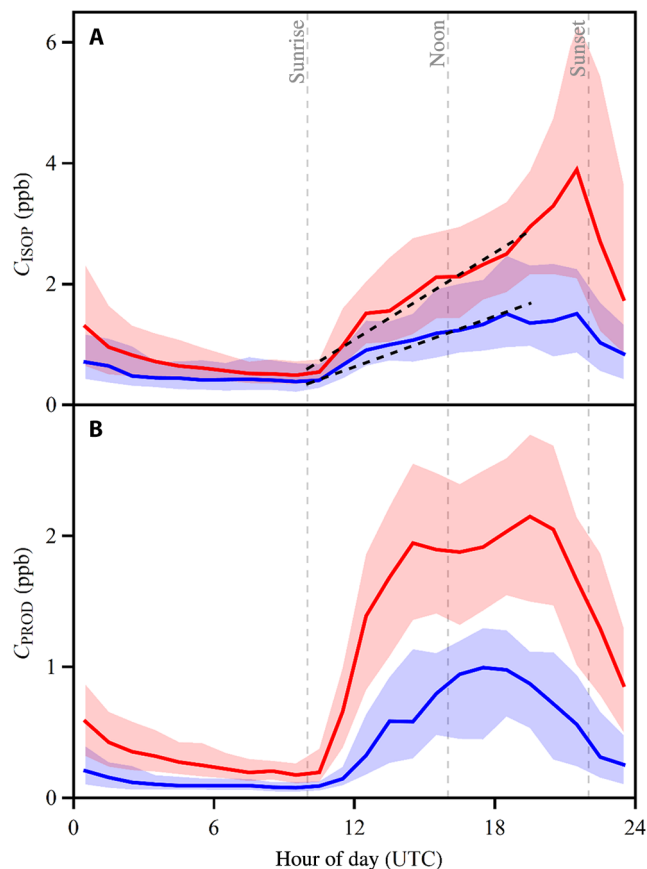 A
Sunrise
Noon
Sunset
6
4
2
0
C_ISOP (ppb)
B
2
1
0
C_PROD (ppb)
0 6 12 18 24
Hour of day (UTC)